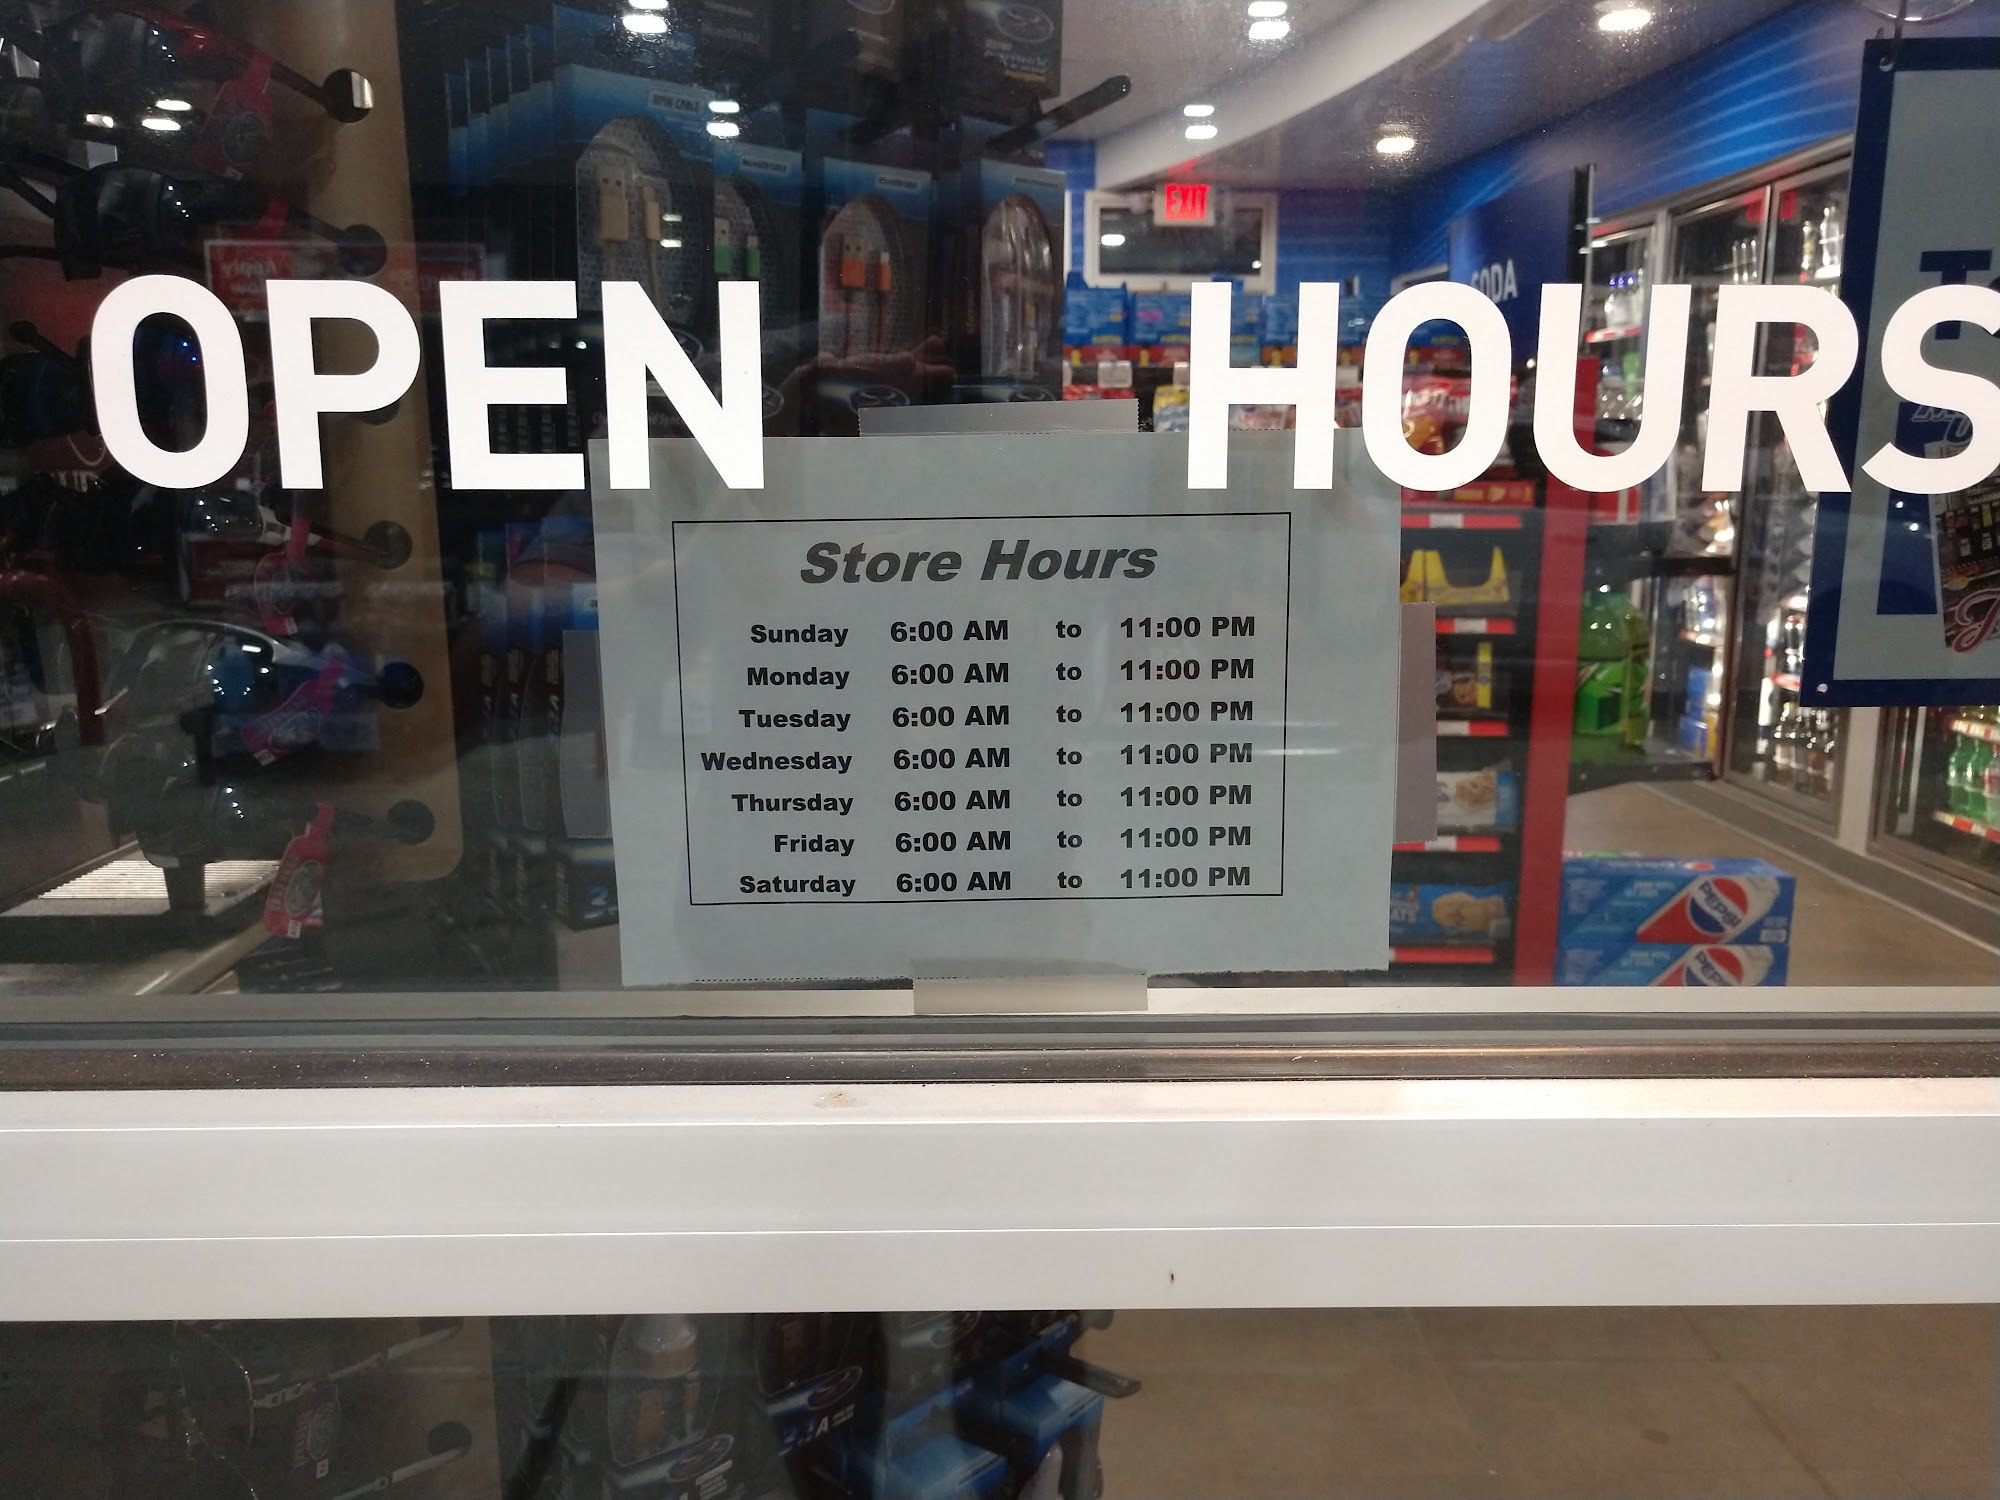 EXIT
SODA
OPEN HOURS
Store Hours
Sunday 6:00 AM to 11:00 PM
Monday 6:00 AM to 11:00 PM
Tuesday 6:00 AM to 11:00 PM
Wednesday 6:00 AM to 11:00 PM
Thursday 6:00 AM to 11:00 PM
Friday 6:00 AM to 11:00 PM
Saturday 6:00 AM to 11:00 PM
PEPSI
PEPSI